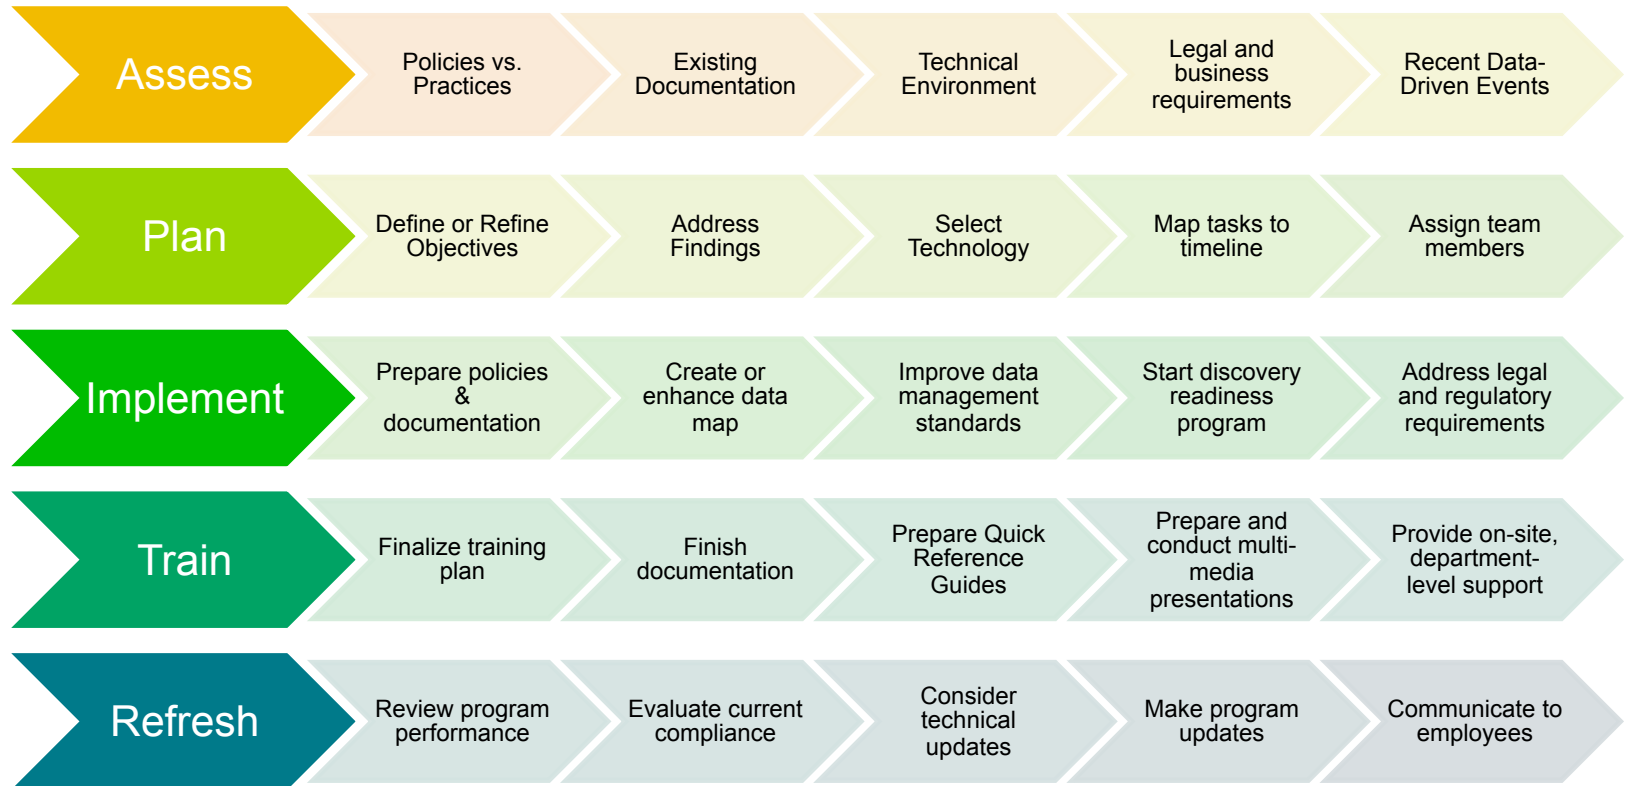 Assess
Policies vs.
Practices
Existing
Documentation
Technical
Environment
Legal and
business
requirements
Recent Data-
Driven Events
Plan
Define or Refine
Objectives
Address
Findings
Select
Technology
Map tasks to
timeline
Assign team
members
Implement
Prepare policies
&
documentation
Create or
enhance data
map
Improve data
management
standards
Start discovery
readiness
program
Address legal
and regulatory
requirements
Train
Finalize training
plan
Finish
documentation
Prepare Quick
Reference
Guides
Prepare and
conduct multi-
media
presentations
Provide on-site,
department-
level support
Refresh
Review program
performance
Evaluate current
compliance
Consider
technical
updates
Make program
updates
Communicate to
employees